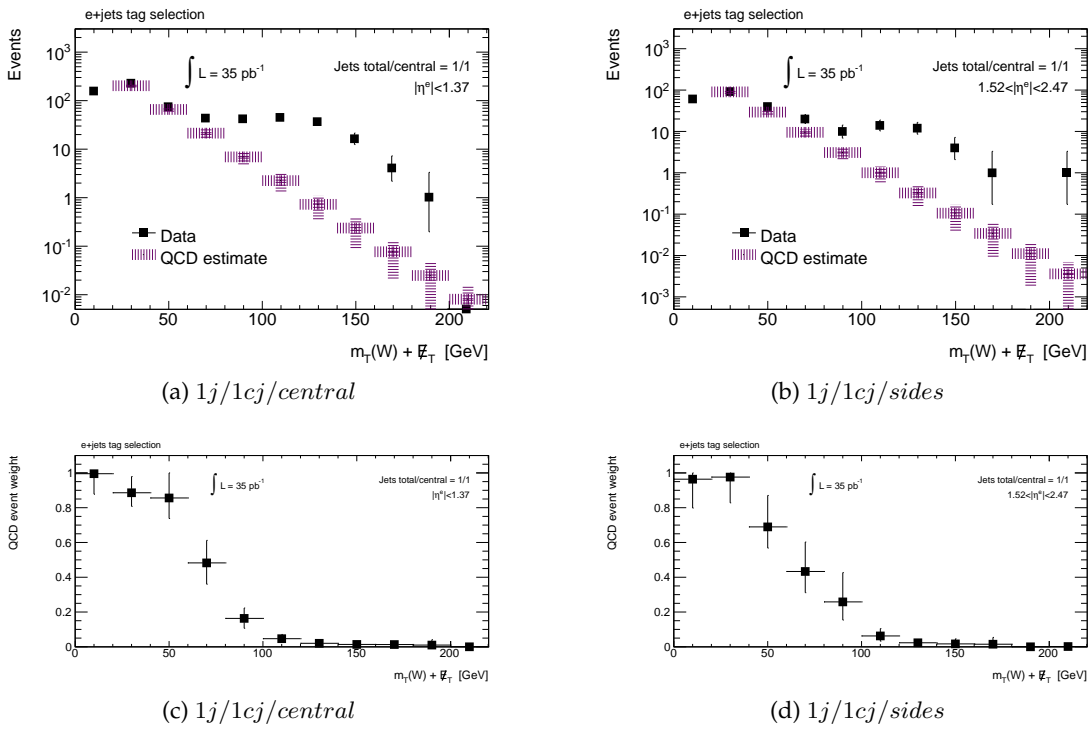 e+jets tag selection
Events
10³
10²
10
1
10⁻¹
10⁻²
∫ L = 35 pb⁻¹
Jets total/central = 1/1
|ηᵉ|<1.37
Data
QCD estimate
0 50 100 150 200
m_T(W) + E̸_T [GeV]
(a) 1j/1cj/central
e+jets tag selection
Events
10³
10²
10
1
10⁻¹
10⁻²
10⁻³
∫ L = 35 pb⁻¹
Jets total/central = 1/1
1.52<|ηᵉ|<2.47
Data
QCD estimate
0 50 100 150 200
m_T(W) + E̸_T [GeV]
(b) 1j/1cj/sides
e+jets tag selection
QCD event weight
1
0.8
0.6
0.4
0.2
0
∫ L = 35 pb⁻¹
Jets total/central = 1/1
|ηᵉ|<1.37
0 50 100 150 200
m_T(W) + E̸_T [GeV]
(c) 1j/1cj/central
e+jets tag selection
QCD event weight
1
0.8
0.6
0.4
0.2
0
∫ L = 35 pb⁻¹
Jets total/central = 1/1
1.52<|ηᵉ|<2.47
0 50 100 150 200
m_T(W) + E̸_T [GeV]
(d) 1j/1cj/sides